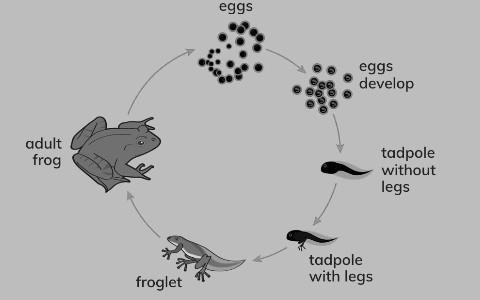 eggs
eggs
develop
tadpole
without
legs
tadpole
with legs
froglet
adult
frog